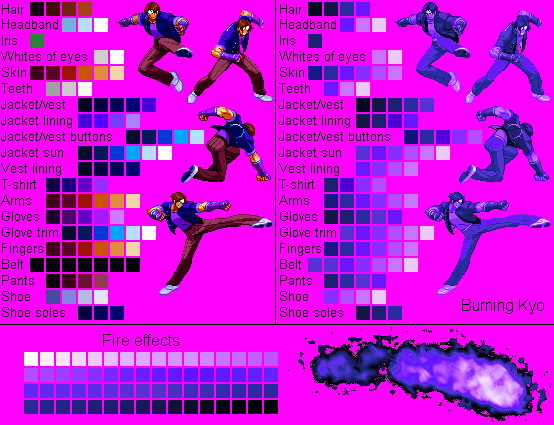 Hair
Headband
Iris
Whites of eyes
Skin
Teeth
Jacket/vest
Jacket lining
Jacket/vest buttons
Jacket sun
Vest lining
T-shirt
Arms
Gloves
Glove trim
Fingers
Belt
Pants
Shoe
Shoe soles
Hair
Headband
Iris
Whites of eyes
Skin
Teeth
Jacket/vest
Jacket lining
Jacket/vest buttons
Jacket sun
Vest lining
T-shirt
Arms
Gloves
Glove trim
Fingers
Belt
Pants
Shoe
Shoe soles
Burning Kyo
Fire effects